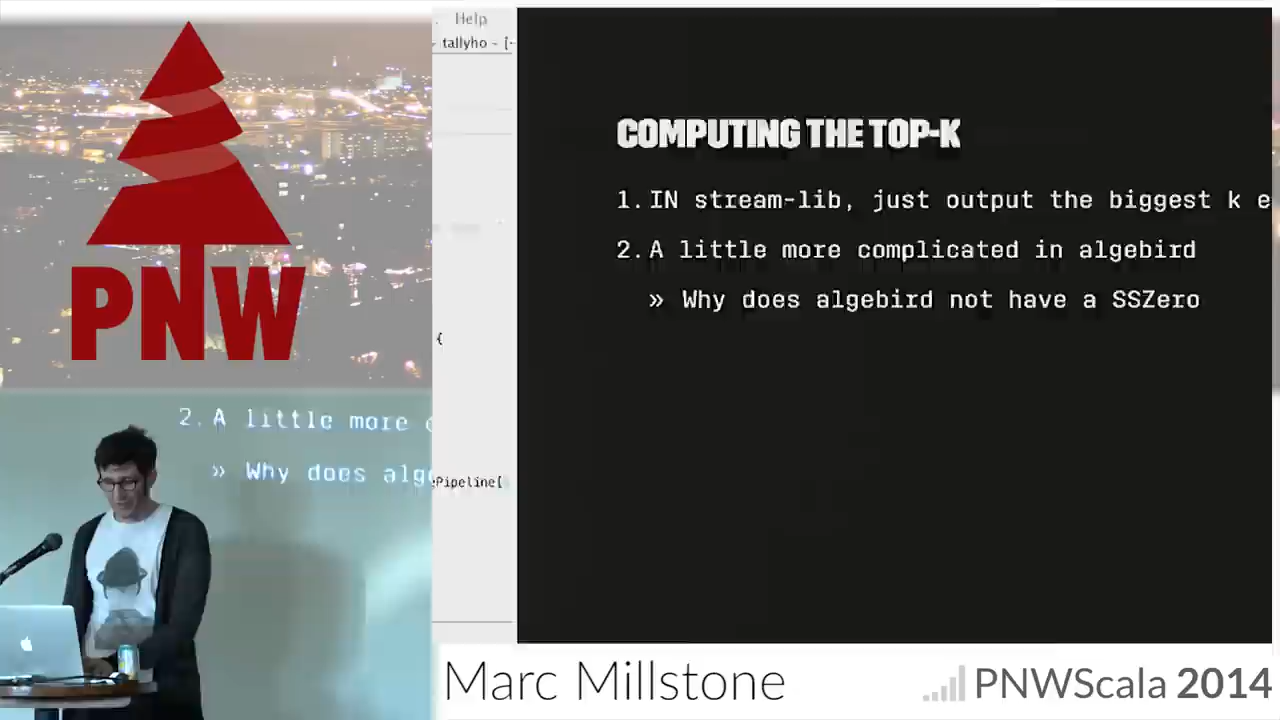 PNW
. Help
tallyho - [~
{
Pipeline[
COMPUTING THE TOP-K
1. IN stream-lib, just output the biggest k e
2. A little more complicated in algebird
» Why does algebird not have a SSZero
2. A little more
» Why does alg
Marc Millstone
PNWScala 2014